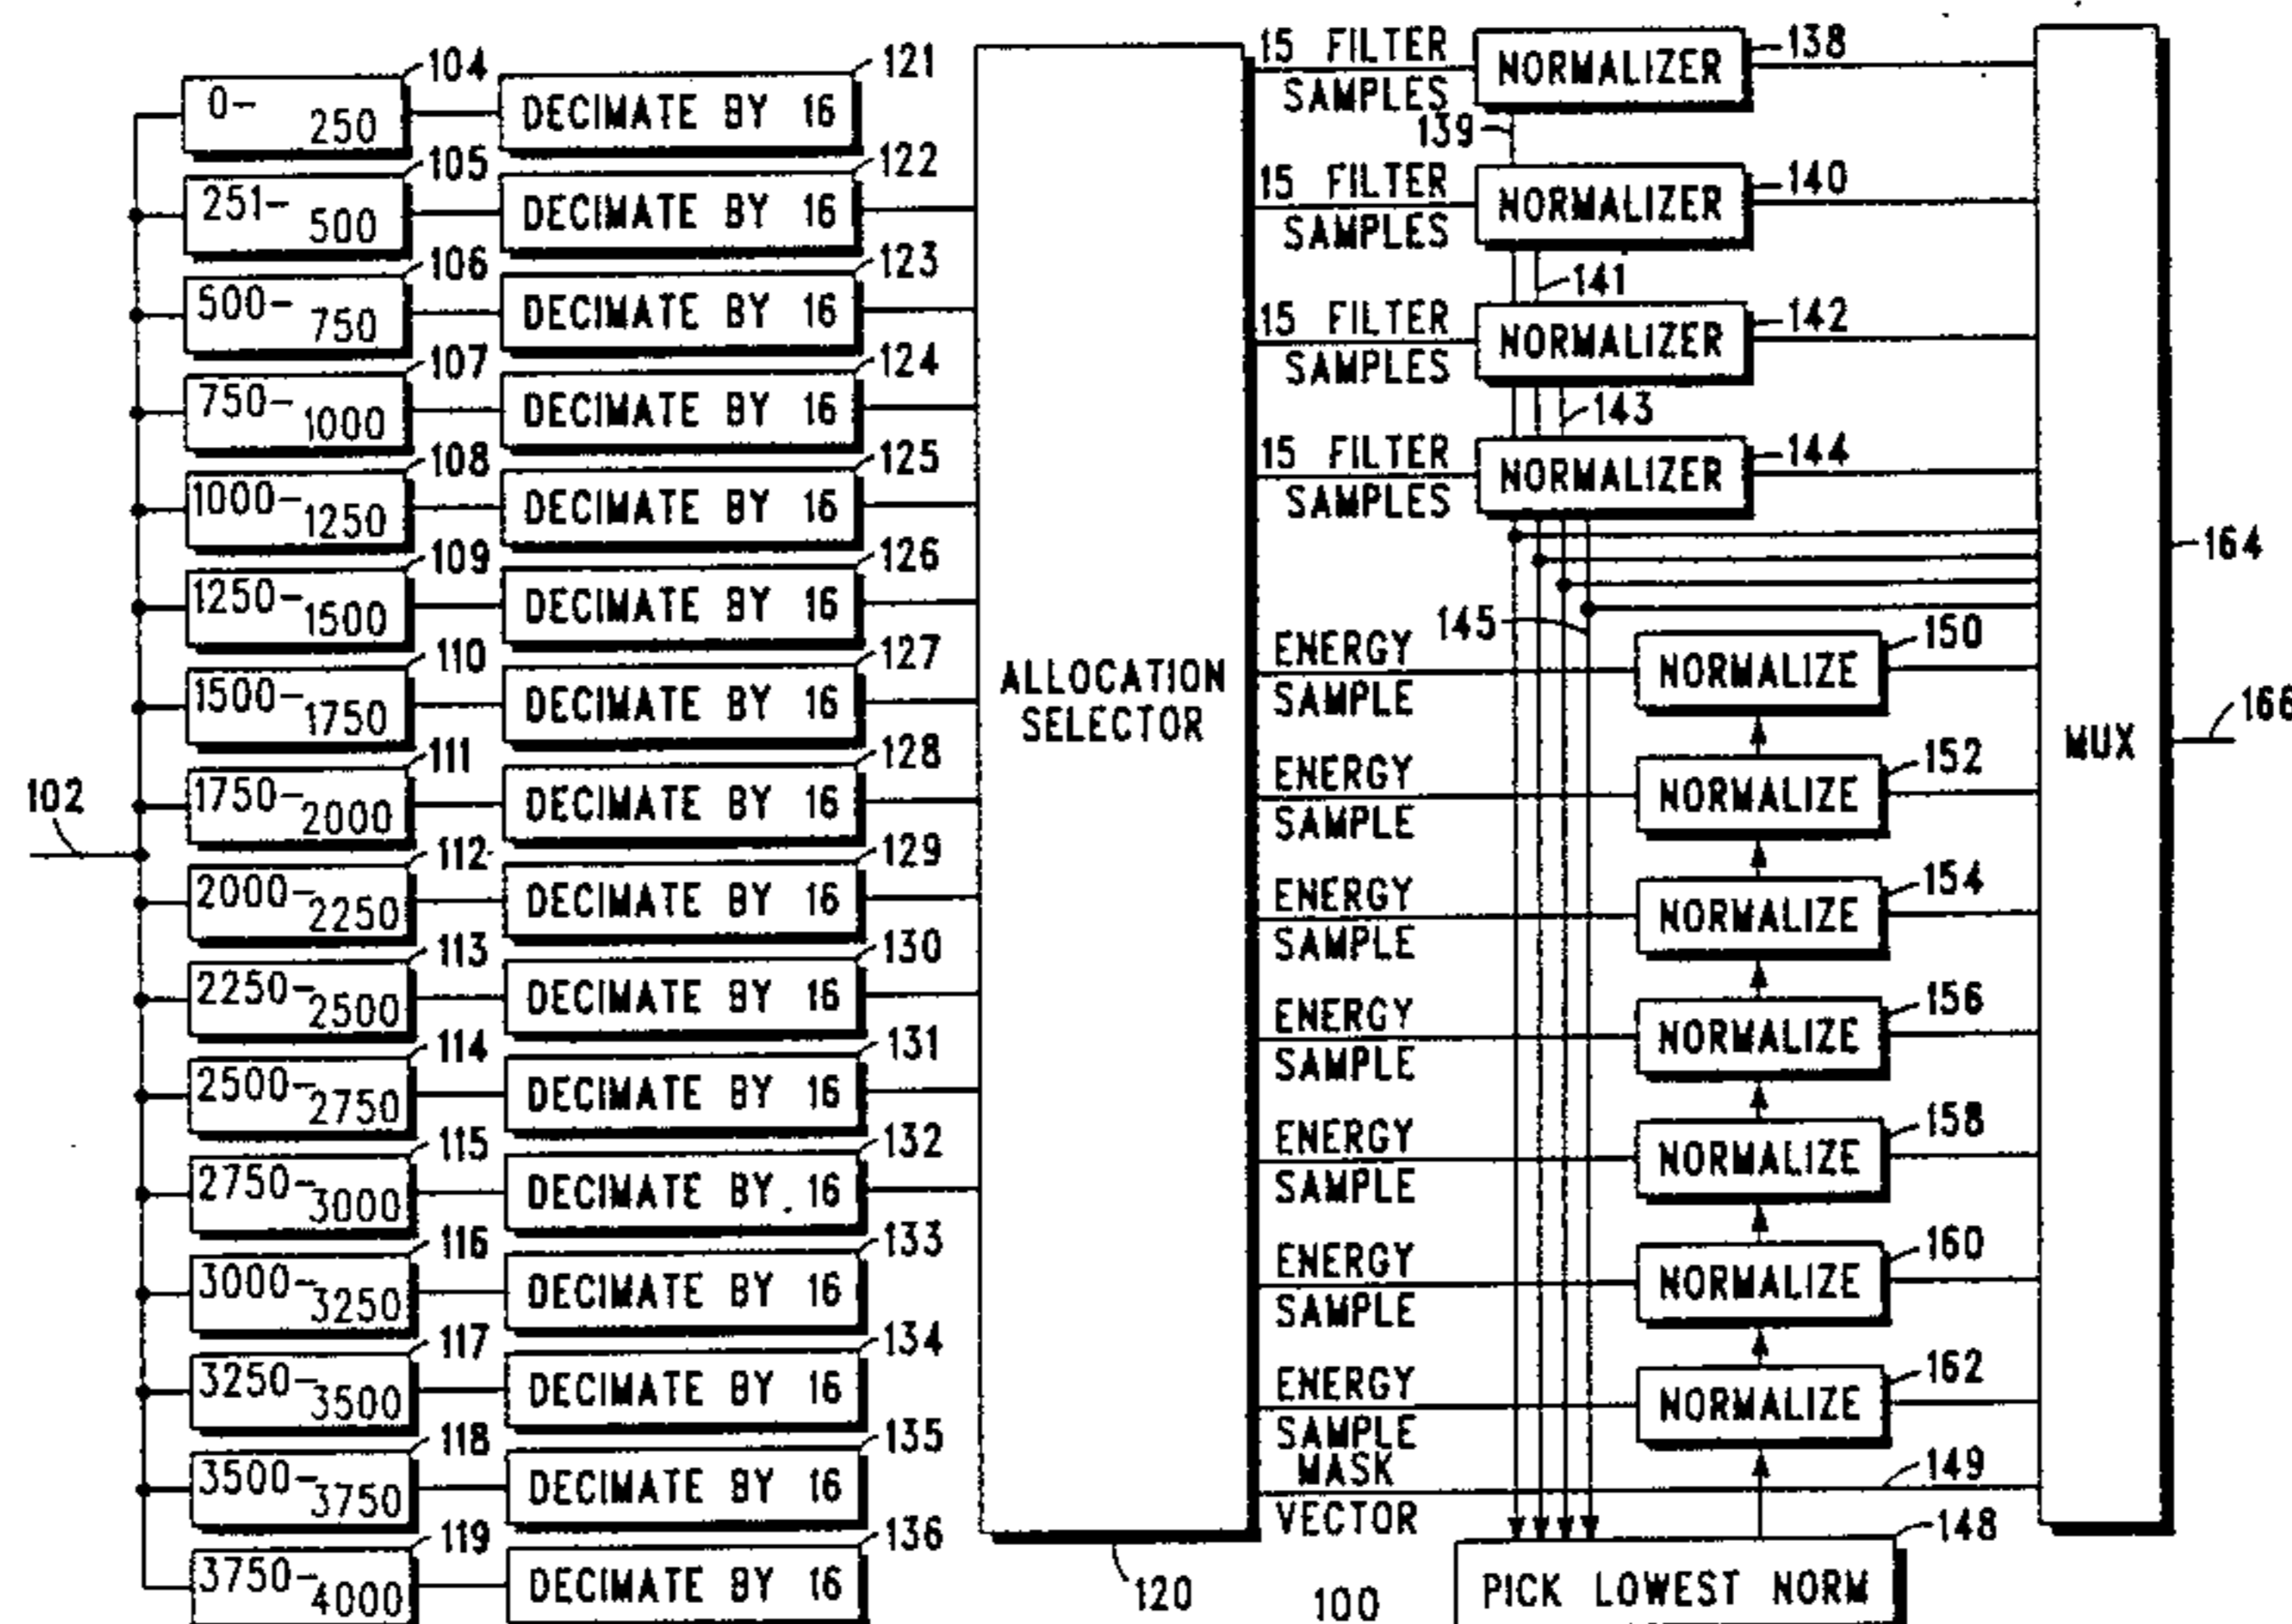 104
0-
250
DECIMATE BY 16
121
105
251-
500
DECIMATE BY 16
122
106
500-
750
DECIMATE BY 16
123
107
750-
1000
DECIMATE BY 16
124
108
1000-
1250
DECIMATE BY 16
125
109
1250-
1500
DECIMATE BY 16
126
110
1500-
1750
DECIMATE BY 16
127
111
1750-
2000
DECIMATE BY 16
128
102
112
2000-
2250
DECIMATE BY 16
129
113
2250-
2500
DECIMATE BY 16
130
114
2500-
2750
DECIMATE BY 16
131
115
2750-
3000
DECIMATE BY 16
132
116
3000-
3250
DECIMATE BY 16
133
117
3250-
3500
DECIMATE BY 16
134
118
3500-
3750
DECIMATE BY 16
135
119
3750-
4000
DECIMATE BY 16
136
ALLOCATION
SELECTOR
120
15 FILTER
SAMPLES
NORMALIZER
138
139
15 FILTER
SAMPLES
NORMALIZER
140
141
15 FILTER
SAMPLES
NORMALIZER
142
143
15 FILTER
SAMPLES
NORMALIZER
144
145
ENERGY
SAMPLE
NORMALIZE
150
ENERGY
SAMPLE
NORMALIZE
152
ENERGY
SAMPLE
NORMALIZE
154
ENERGY
SAMPLE
NORMALIZE
156
ENERGY
SAMPLE
NORMALIZE
158
ENERGY
SAMPLE
NORMALIZE
160
ENERGY
SAMPLE
NORMALIZE
162
MASK
VECTOR
149
148
PICK LOWEST NORM
100
MUX
164
166